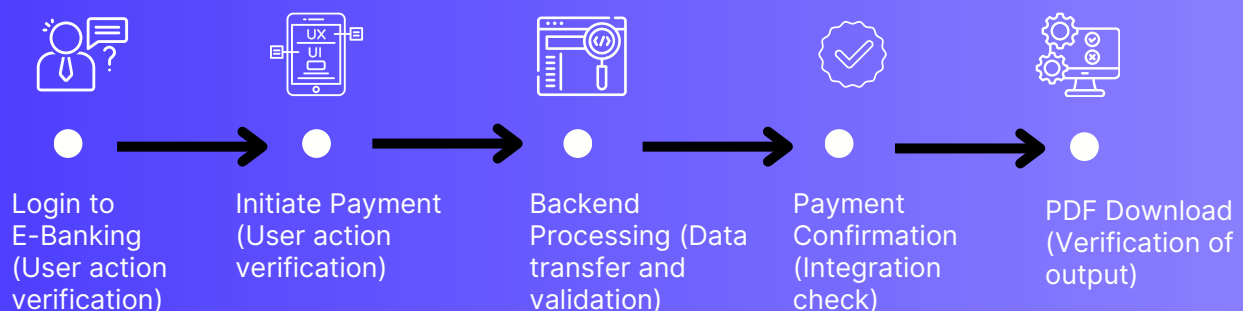 UX
UI
Login to
E-Banking
(User action
verification)
Initiate Payment
(User action
verification)
Backend
Processing (Data
transfer and
validation)
Payment
Confirmation
(Integration
check)
PDF Download
(Verification of
output)